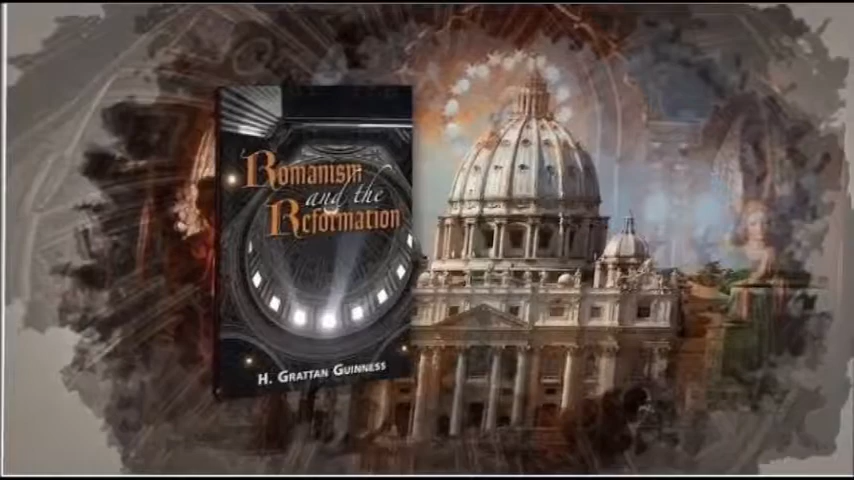 Romanism
and the
Reformation
H. Grattan Guinness